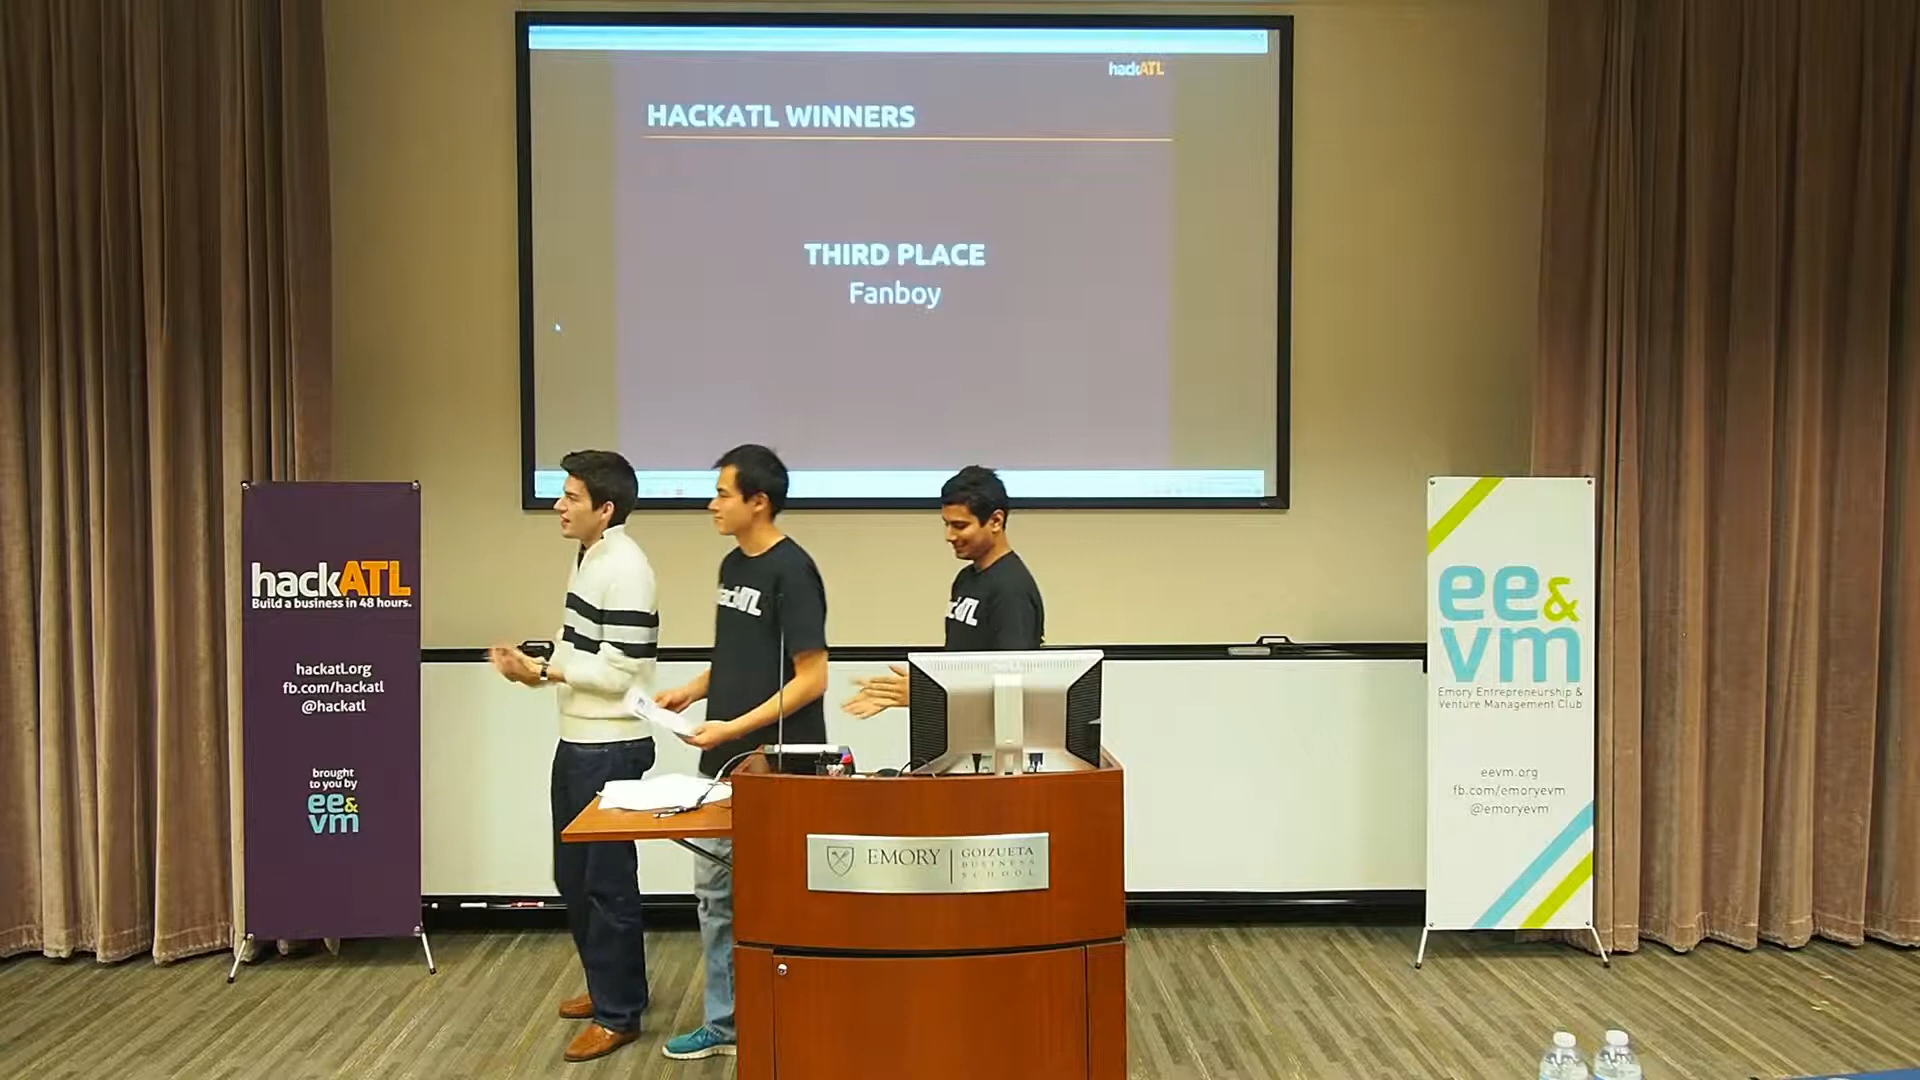 hackATL
HACKATL WINNERS
THIRD PLACE
Fanboy
hackATL
Build a business in 48 hours.
hackatl.org
fb.com/hackatl
@hackatl
brought
to you by
ee&
vm
hackATL
EMORY
GOIZUETA
BUSINESS
SCHOOL
ee&
vm
Emory Entrepreneurship &
Venture Management Club
eevm.org
fb.com/emoryevm
@emoryevm